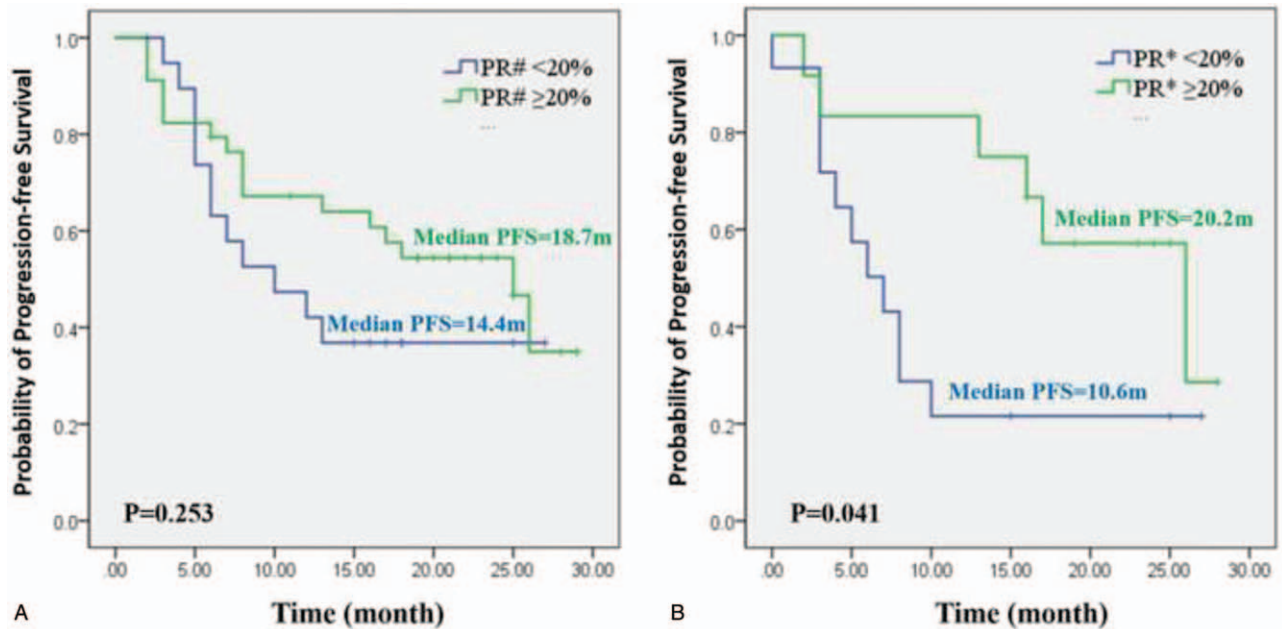 PR# <20%
PR# ≥20%
...
Probability of Progression-free Survival
1.0
0.8
0.6
0.4
0.2
0.0
Median PFS=18.7m
Median PFS=14.4m
P=0.253
.00 5.00 10.00 15.00 20.00 25.00 30.00
A
Time (month)
PR* <20%
PR* ≥20%
...
Probability of Progression-free Survival
1.0
0.8
0.6
0.4
0.2
0.0
Median PFS=20.2m
Median PFS=10.6m
P=0.041
.00 5.00 10.00 15.00 20.00 25.00 30.00
B
Time (month)